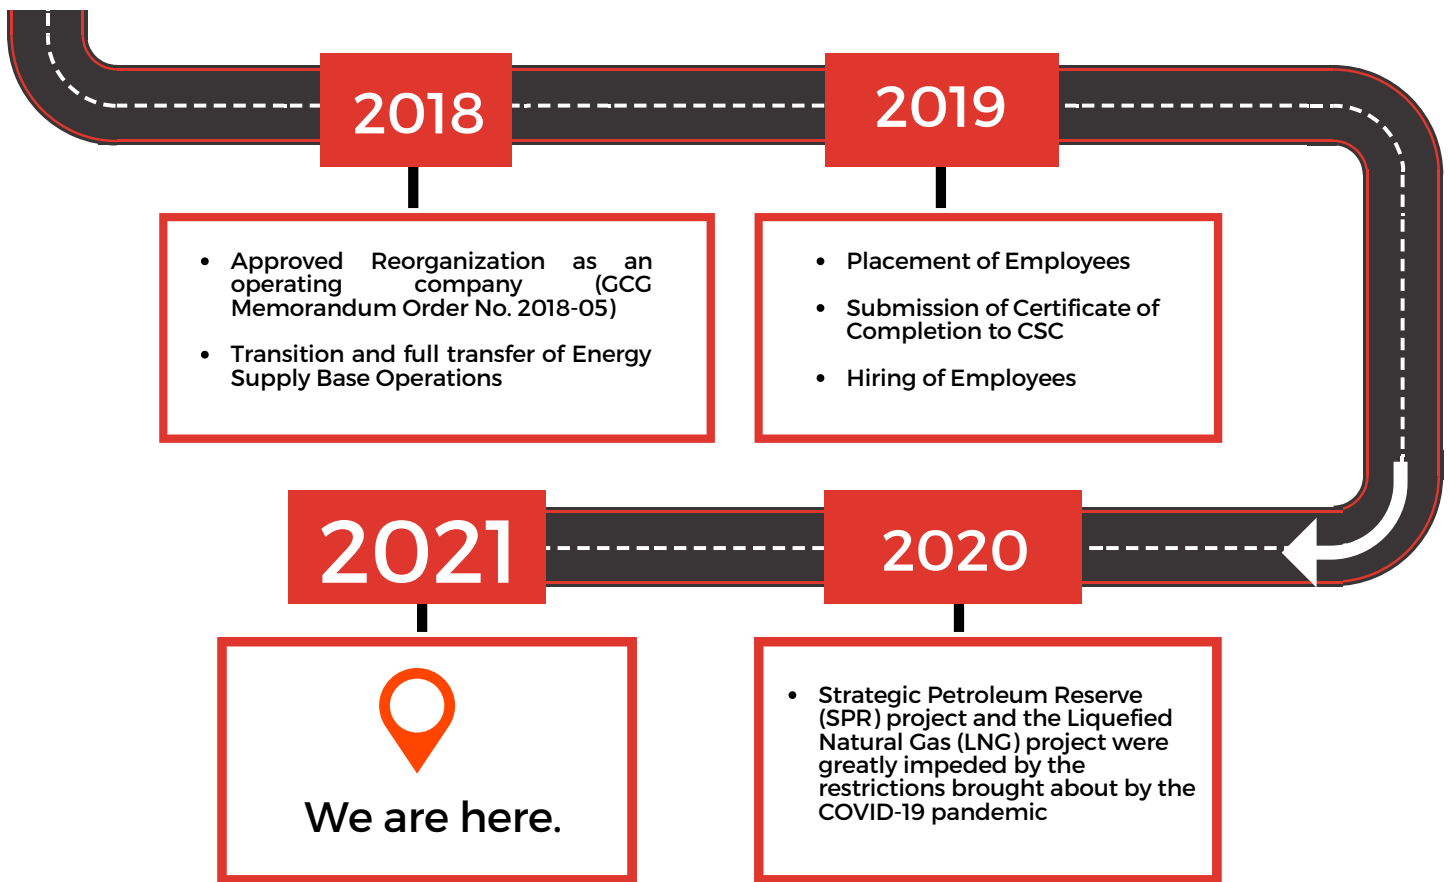 2018
2019
• Approved Reorganization as an
operating company (GCG
Memorandum Order No. 2018-05)
• Transition and full transfer of Energy
Supply Base Operations
• Placement of Employees
• Submission of Certificate of
Completion to CSC
• Hiring of Employees
2021
2020
We are here.
• Strategic Petroleum Reserve
(SPR) project and the Liquefied
Natural Gas (LNG) project were
greatly impeded by the
restrictions brought about by the
COVID-19 pandemic